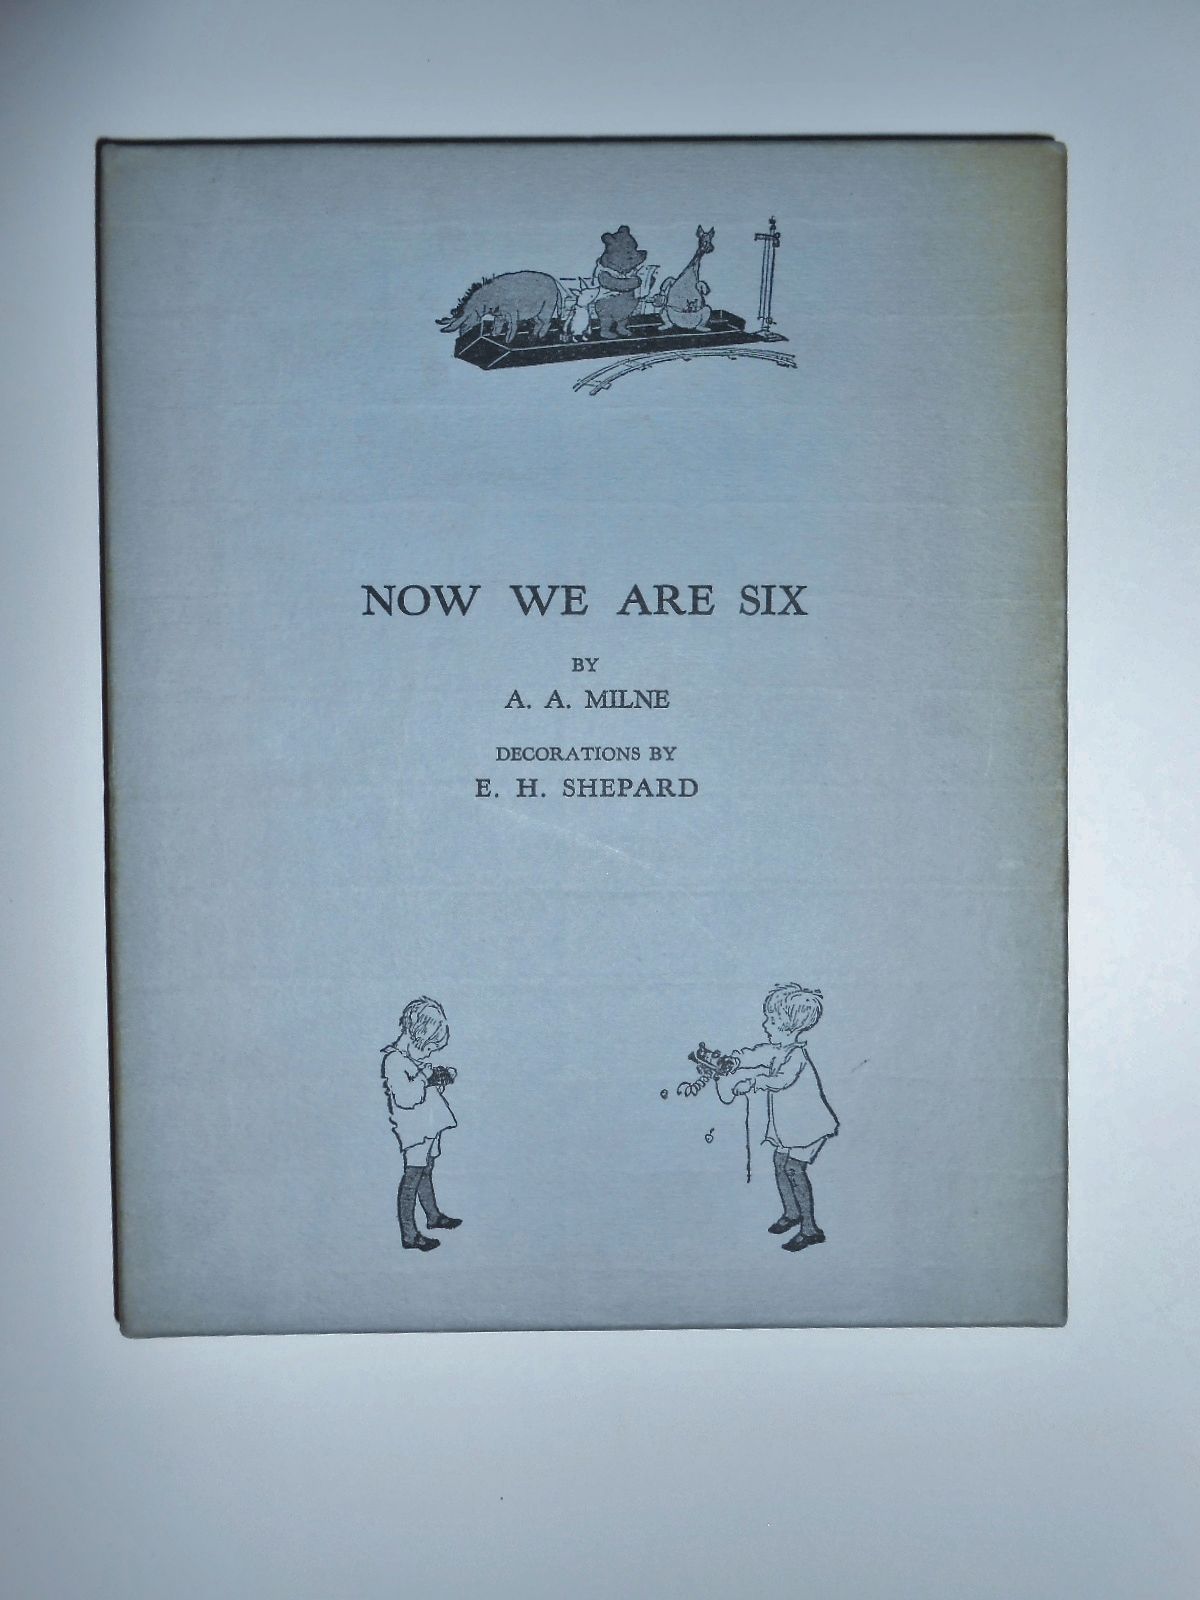 NOW WE ARE SIX
BY
A. A. MILNE
DECORATIONS BY
E. H. SHEPARD